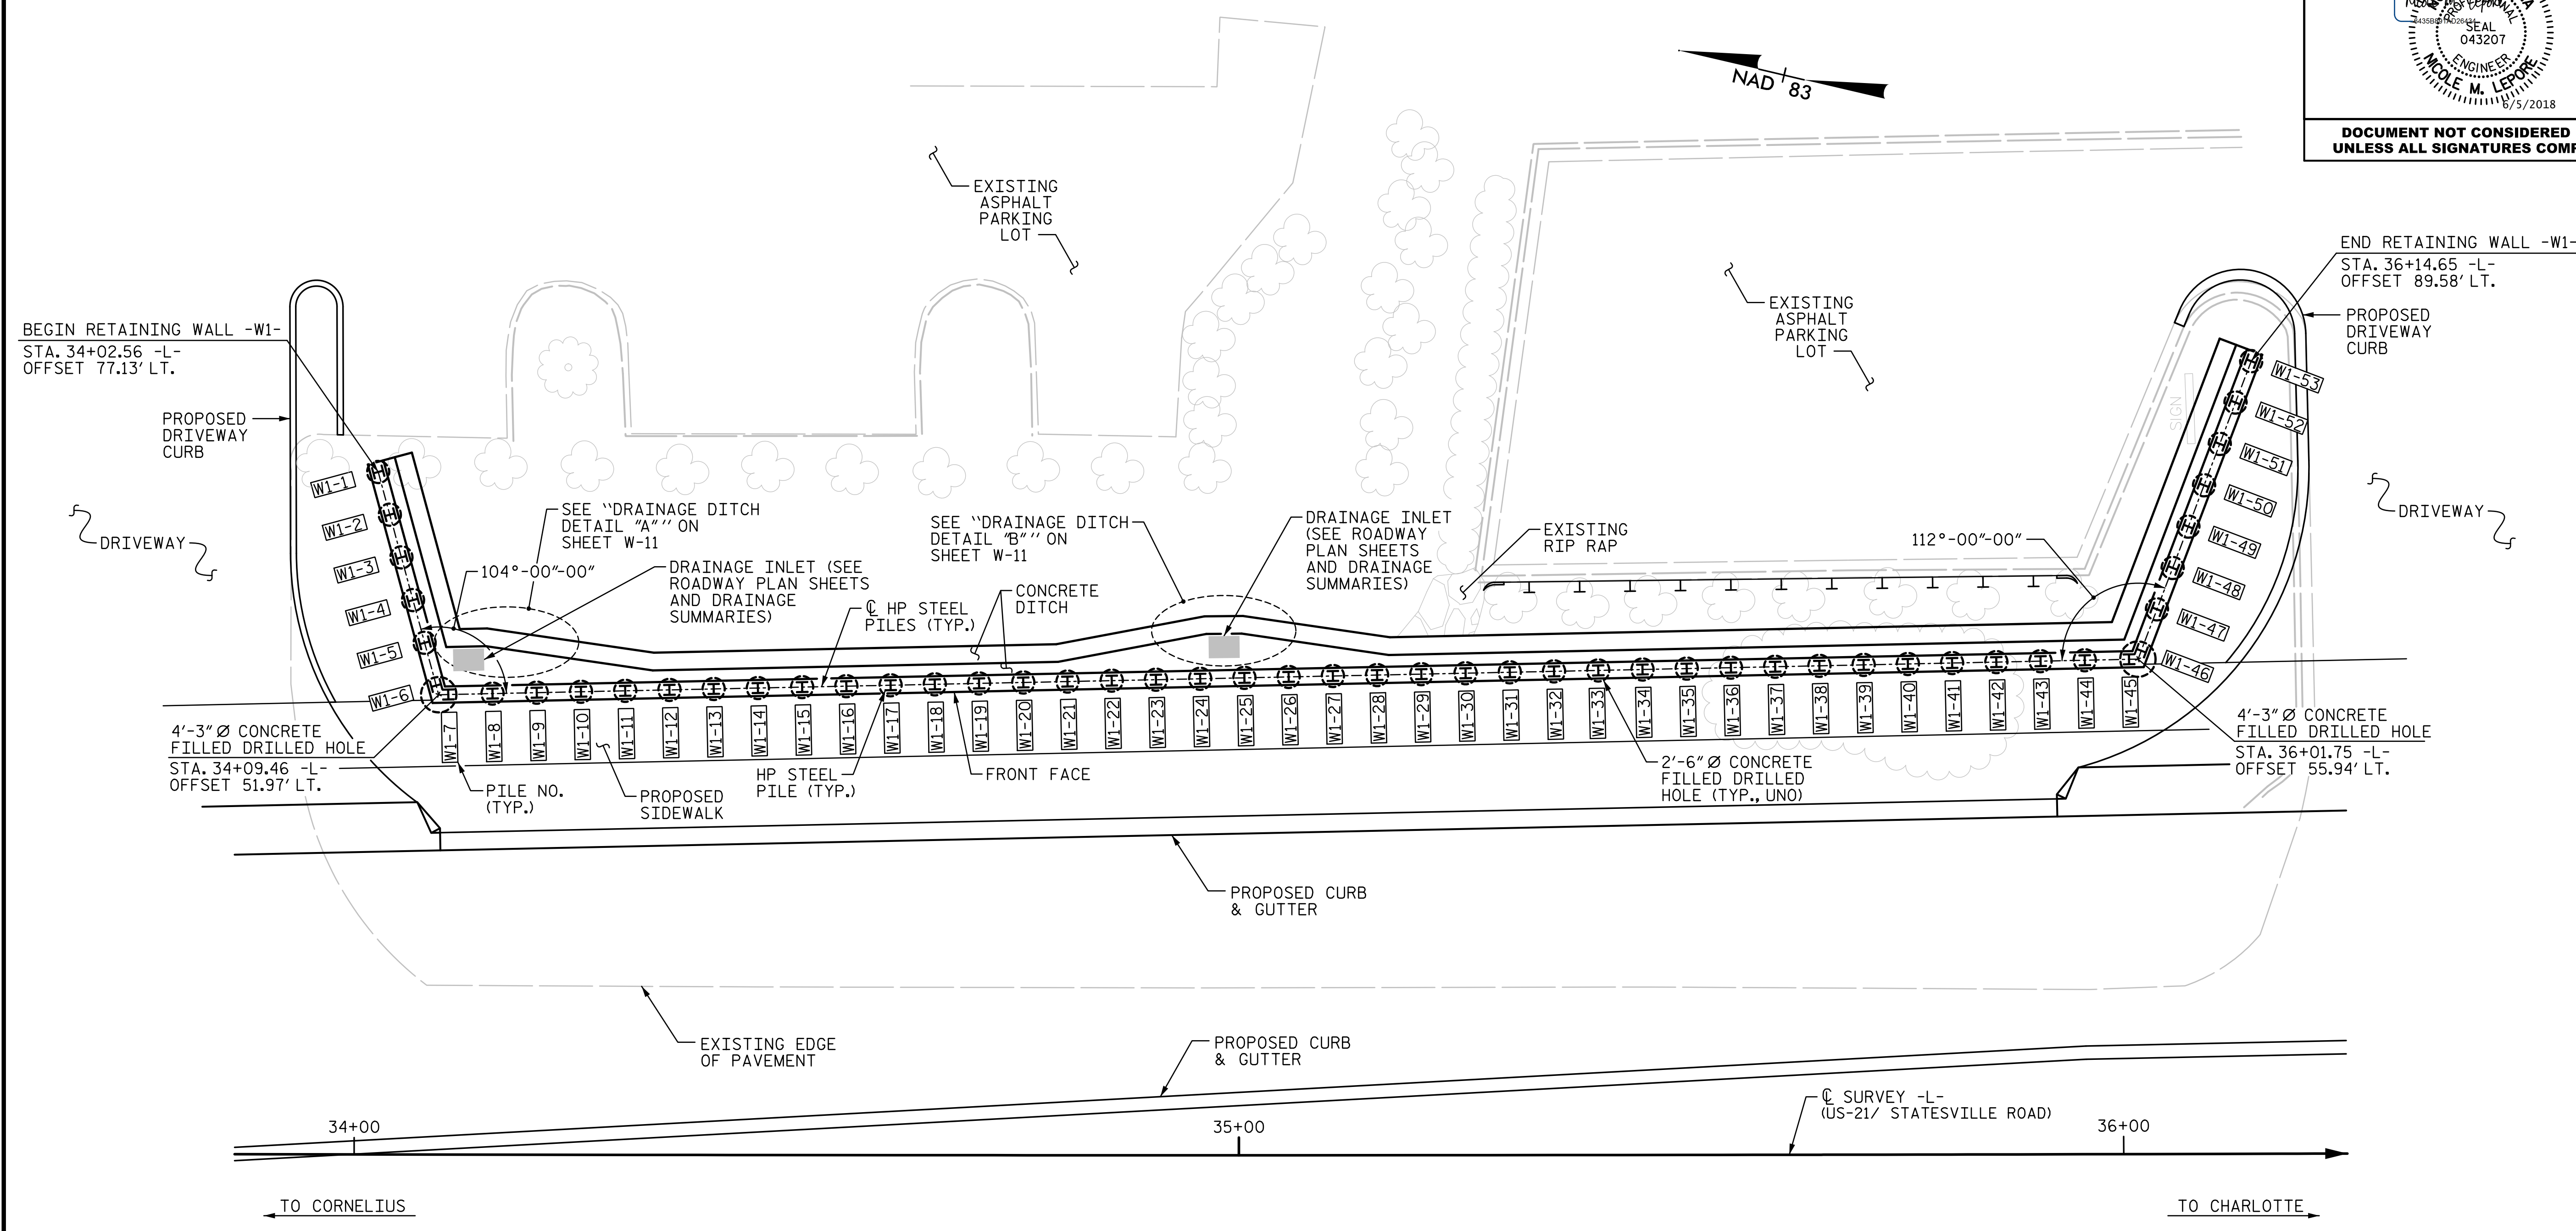 6435B891AD26434
SEAL
043207
ENGINEER
NICOLE M. LEPORE
6/5/2018
DOCUMENT NOT CONSIDERED
UNLESS ALL SIGNATURES
NAD 83
EXISTING
ASPHALT
PARKING
LOT
EXISTING
ASPHALT
PARKING
LOT
END RETAINING WALL -W1-
STA. 36+14.65 -L-
OFFSET 89.58' LT.
PROPOSED
DRIVEWAY
CURB
BEGIN RETAINING WALL -W1-
STA. 34+02.56 -L-
OFFSET 77.13' LT.
PROPOSED
DRIVEWAY
CURB
DRIVEWAY
SIGN
DRIVEWAY
SEE ‘‘DRAINAGE DITCH
DETAIL "A"’’ ON
SHEET W-11
104°-00"-00"
DRAINAGE INLET (SEE
ROADWAY PLAN SHEETS
AND DRAINAGE
SUMMARIES)
℄ HP STEEL
PILES (TYP.)
SEE ‘‘DRAINAGE DITCH
DETAIL "B"’’ ON
SHEET W-11
CONCRETE
DITCH
DRAINAGE INLET
(SEE ROADWAY
PLAN SHEETS
AND DRAINAGE
SUMMARIES)
EXISTING
RIP RAP
112°-00"-00"
W1-1
W1-2
W1-3
W1-4
W1-5
W1-6
W1-7
W1-8
W1-9
W1-10
W1-11
W1-12
W1-13
W1-14
W1-15
W1-16
W1-17
W1-18
W1-19
W1-20
W1-21
W1-22
W1-23
W1-24
W1-25
W1-26
W1-27
W1-28
W1-29
W1-30
W1-31
W1-32
W1-33
W1-34
W1-35
W1-36
W1-37
W1-38
W1-39
W1-40
W1-41
W1-42
W1-43
W1-44
W1-45
W1-46
W1-47
W1-48
W1-49
W1-50
W1-51
W1-52
W1-53
4'-3" Ø CONCRETE
FILLED DRILLED HOLE
STA. 34+09.46 -L-
OFFSET 51.97' LT.
PILE NO.
(TYP.)
PROPOSED
SIDEWALK
HP STEEL
PILE (TYP.)
FRONT FACE
2'-6" Ø CONCRETE
FILLED DRILLED
HOLE (TYP., UNO)
4'-3" Ø CONCRETE
FILLED DRILLED HOLE
STA. 36+01.75 -L-
OFFSET 55.94' LT.
PROPOSED CURB
& GUTTER
EXISTING EDGE
OF PAVEMENT
PROPOSED CURB
& GUTTER
℄ SURVEY -L-
(US-21/ STATESVILLE ROAD)
34+00
35+00
36+00
TO CORNELIUS
TO CHARLOTTE